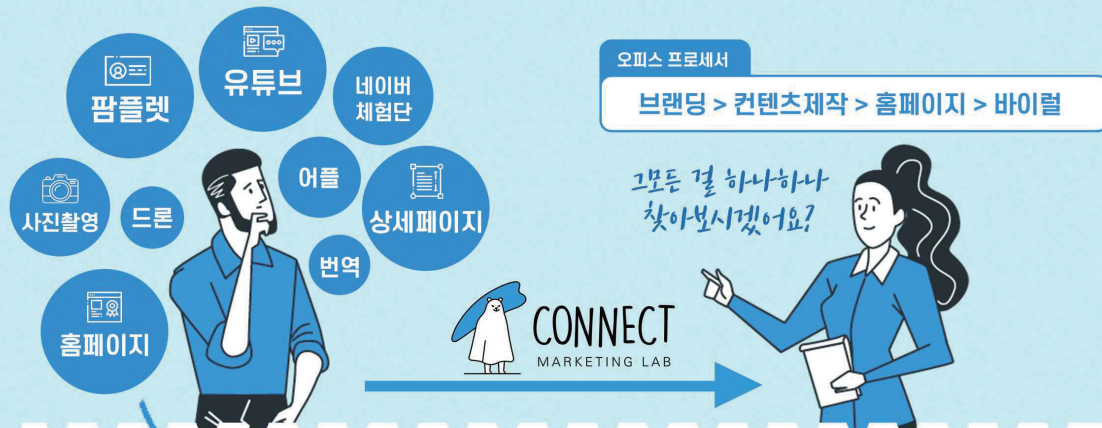 팜플렛
유튜브
네이버
체험단
사진촬영
드론
어플
상세페이지
번역
홈페이지
CONNECT
MARKETING LAB
오피스 프로세서
브랜딩 > 컨텐츠제작 > 홈페이지 > 바이럴
그모든 걸 하나하나
찾아보시겠어요?